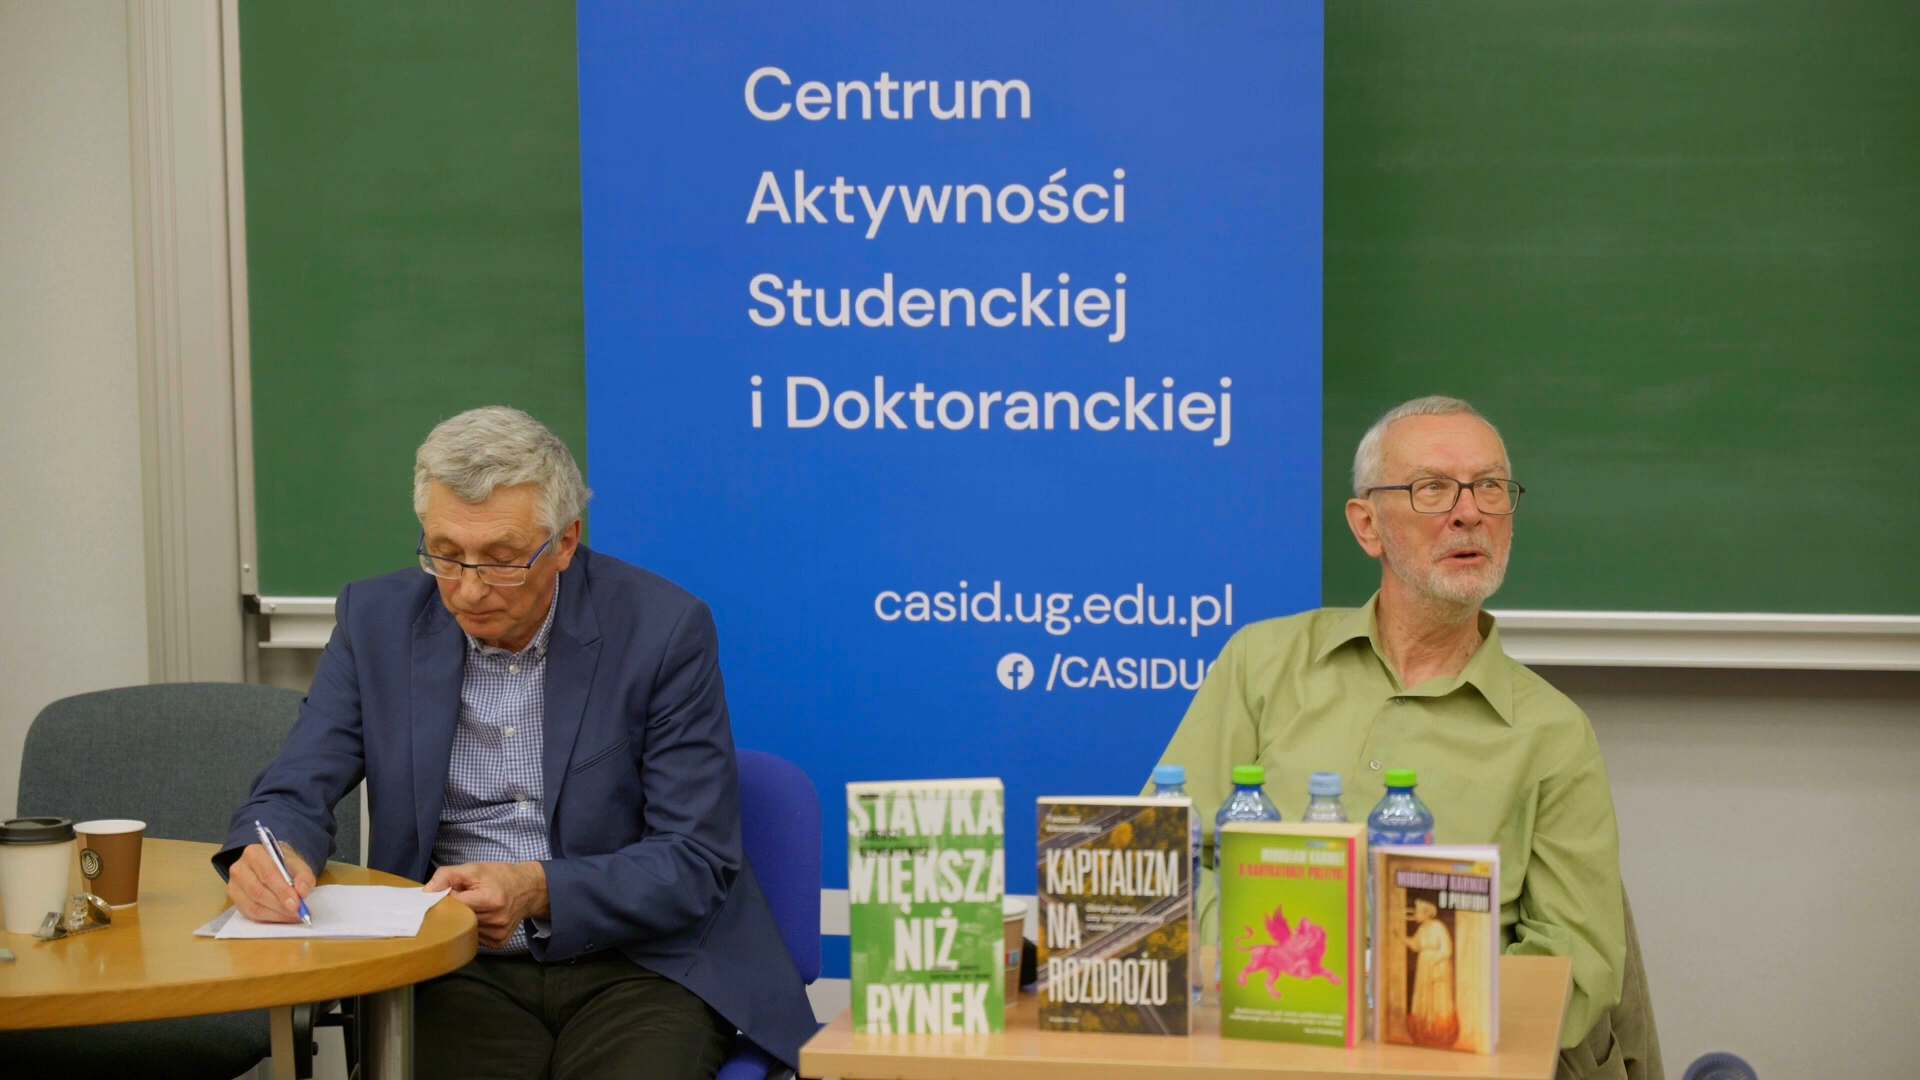 Centrum
Aktywności
Studenckiej
i Doktoranckiej
casid.ug.edu.pl
/CASIDUG
STAWKA
WIĘKSZA
NIŻ
RYNEK
KAPITALIZM
NA
ROZDROŻU
MIROSŁAW KARWAT
O KARYKATURZE POLITYKI
MIROSŁAW KARWAT
O PERFIDII